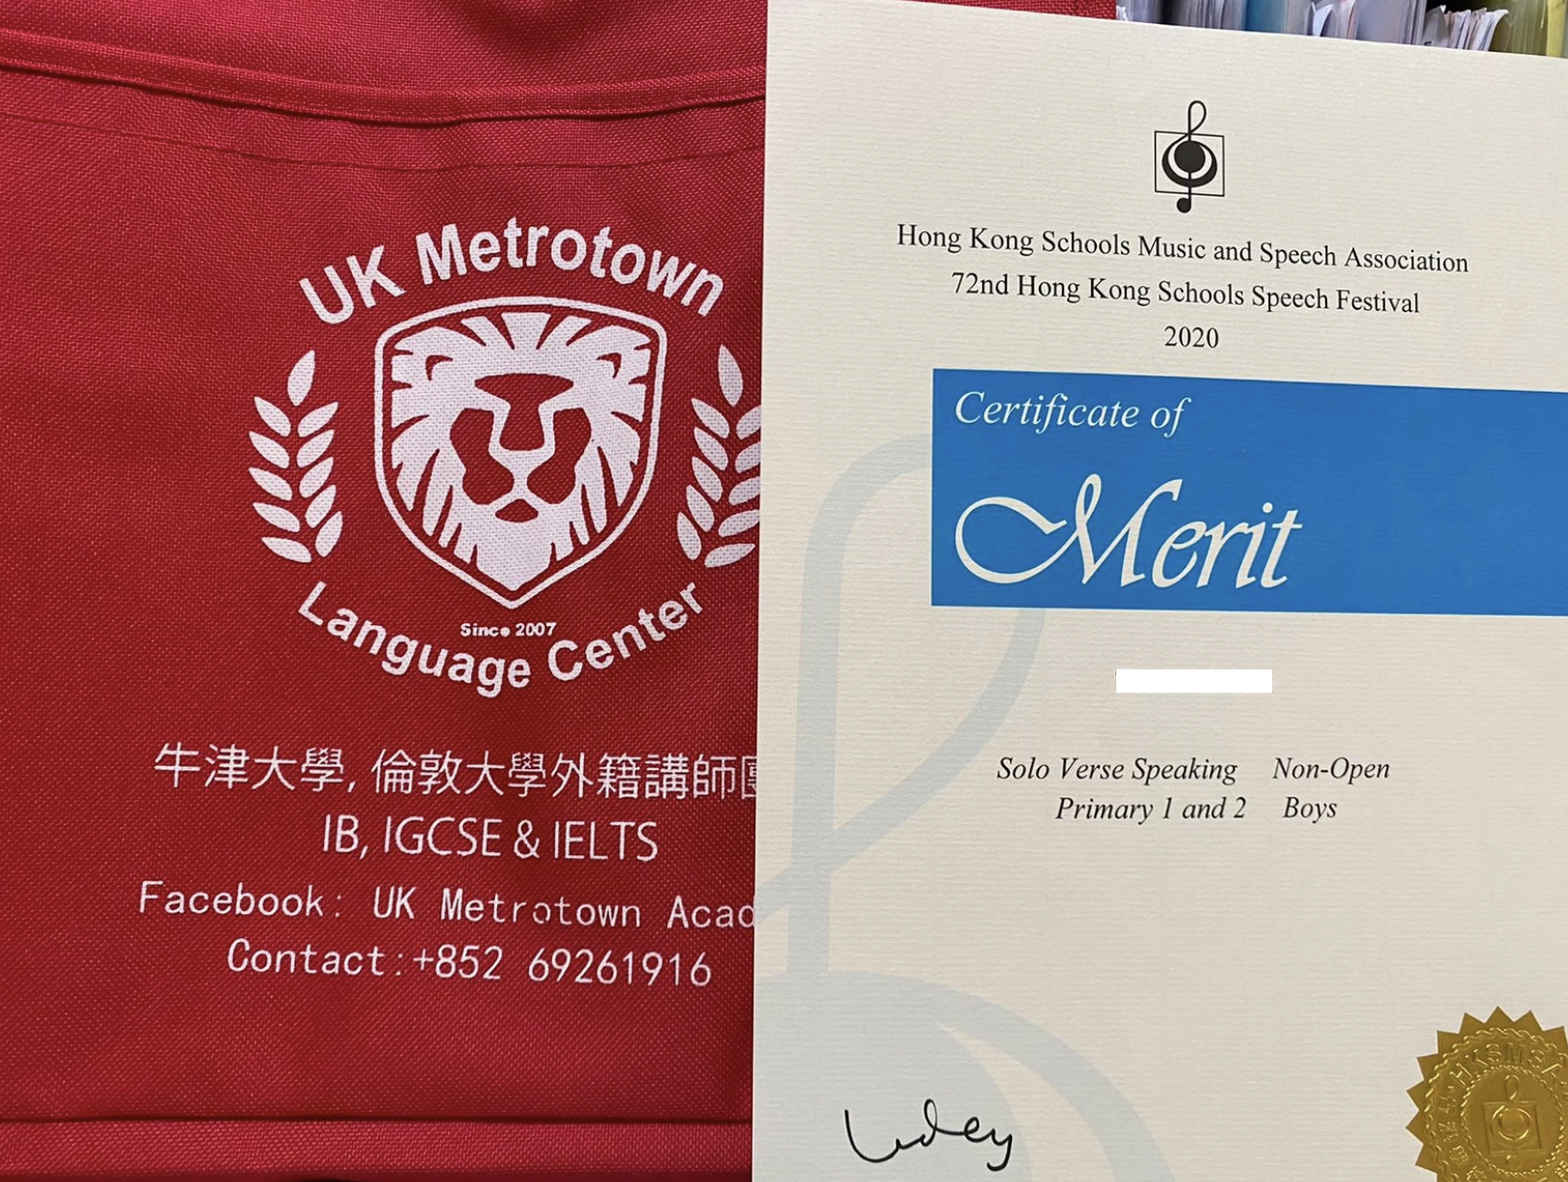 UK Metrotown
Since 2007
Language Center
牛津大學, 倫敦大學外籍講師
IB, IGCSE & IELTS
Facebook: UK Metrotown Acad
Contact:+852 69261916
Hong Kong Schools Music and Speech Association
72nd Hong Kong Schools Speech Festival
2020
Certificate of
Merit
Solo Verse Speaking Non-Open
Primary 1 and 2 Boys